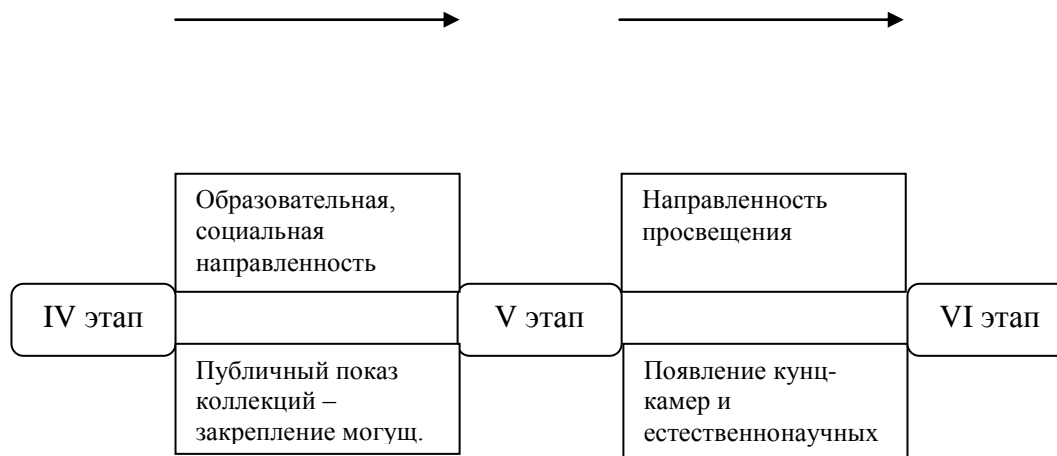 Образовательная,
социальная
направленность
Направленность
просвещения
IV этап
V этап
VI этап
Публичный показ
коллекций –
закрепление могущ.
Появление кунц-
камер и
естественнонаучных